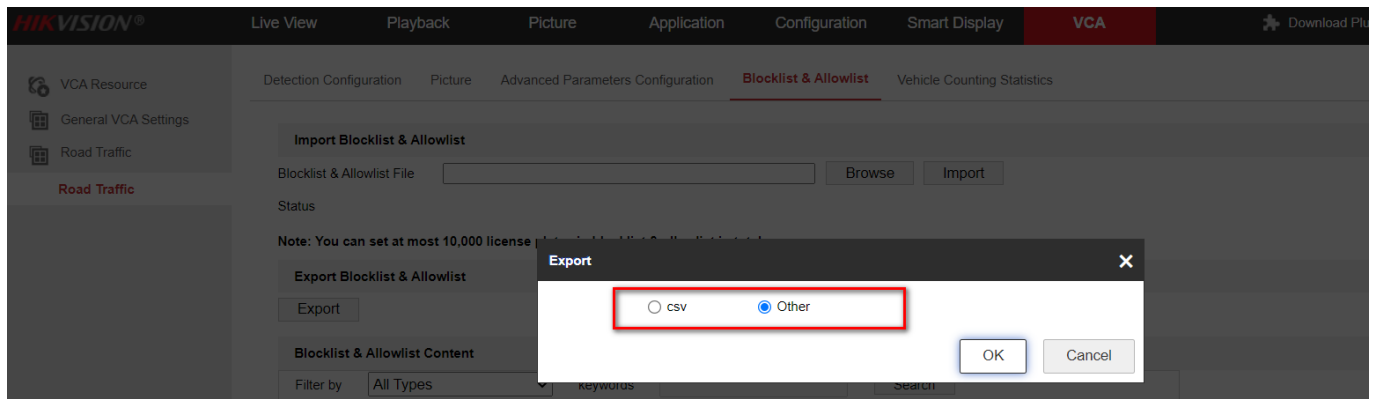 HIKVISION®
Live View Playback Picture Application Configuration Smart Display VCA Download Plu
VCA Resource
General VCA Settings
Road Traffic
Road Traffic
Detection Configuration Picture Advanced Parameters Configuration Blocklist & Allowlist Vehicle Counting Statistics
Import Blocklist & Allowlist
Blocklist & Allowlist File Browse Import
Status
Note: You can set at most 10,000 license
Export Blocklist & Allowlist
Export
Blocklist & Allowlist Content
Filter by All Types keywords Search
Export
csv Other
OK Cancel